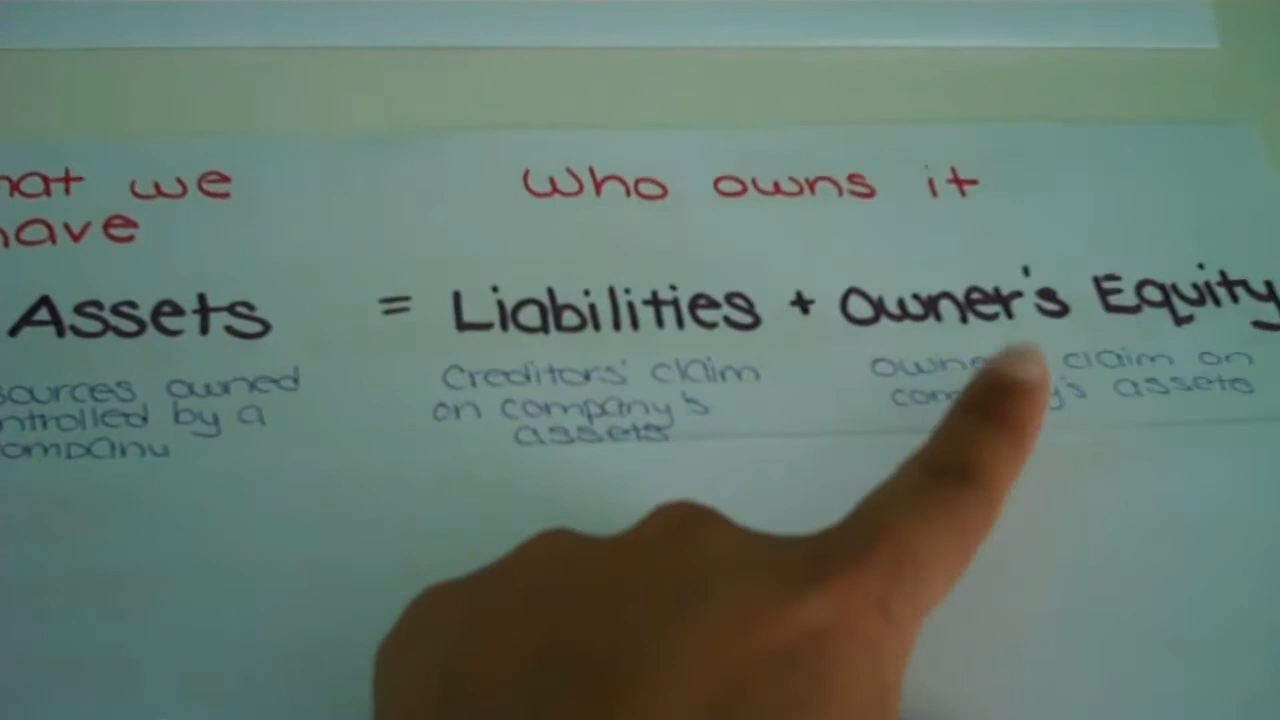 hat we
have
Who owns it
Assets = Liabilities + Owner's Equity
sources owned
ntrolled by a
ompany
Creditors' claim
on company's
assets
claim on
assets